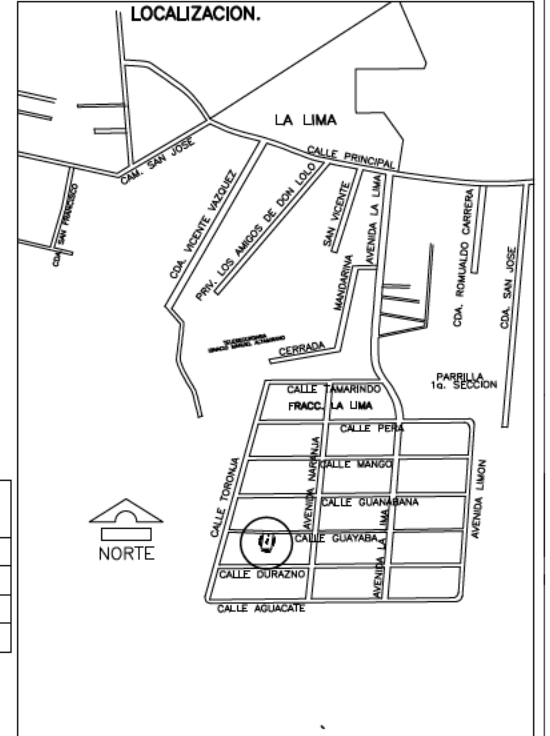 LOCALIZACION.
LA LIMA
CALLE PRINCIPAL
CAM. SAN JOSE
CDA. SAN FRANCISCO
CDA. VICENTE VAZQUEZ
PRIV. LOS AMIGOS DE DON LOLO
SAN VICENTE
AVENIDA LA LIMA
MANDARINA
CERRADA
CDA. ROMUALDO CARRERA
CDA. SAN JOSE
PARRILLA
1a. SECCION
CALLE TAMARINDO
FRACC. LA LIMA
CALLE PERA
CALLE MANGO
CALLE TORONJA
AVENIDA NARANJA
CALLE GUANABANA
AVENIDA LIMON
CALLE GUAYABA
AVENIDA LA LIMA
CALLE DURAZNO
CALLE AGUACATE
NORTE